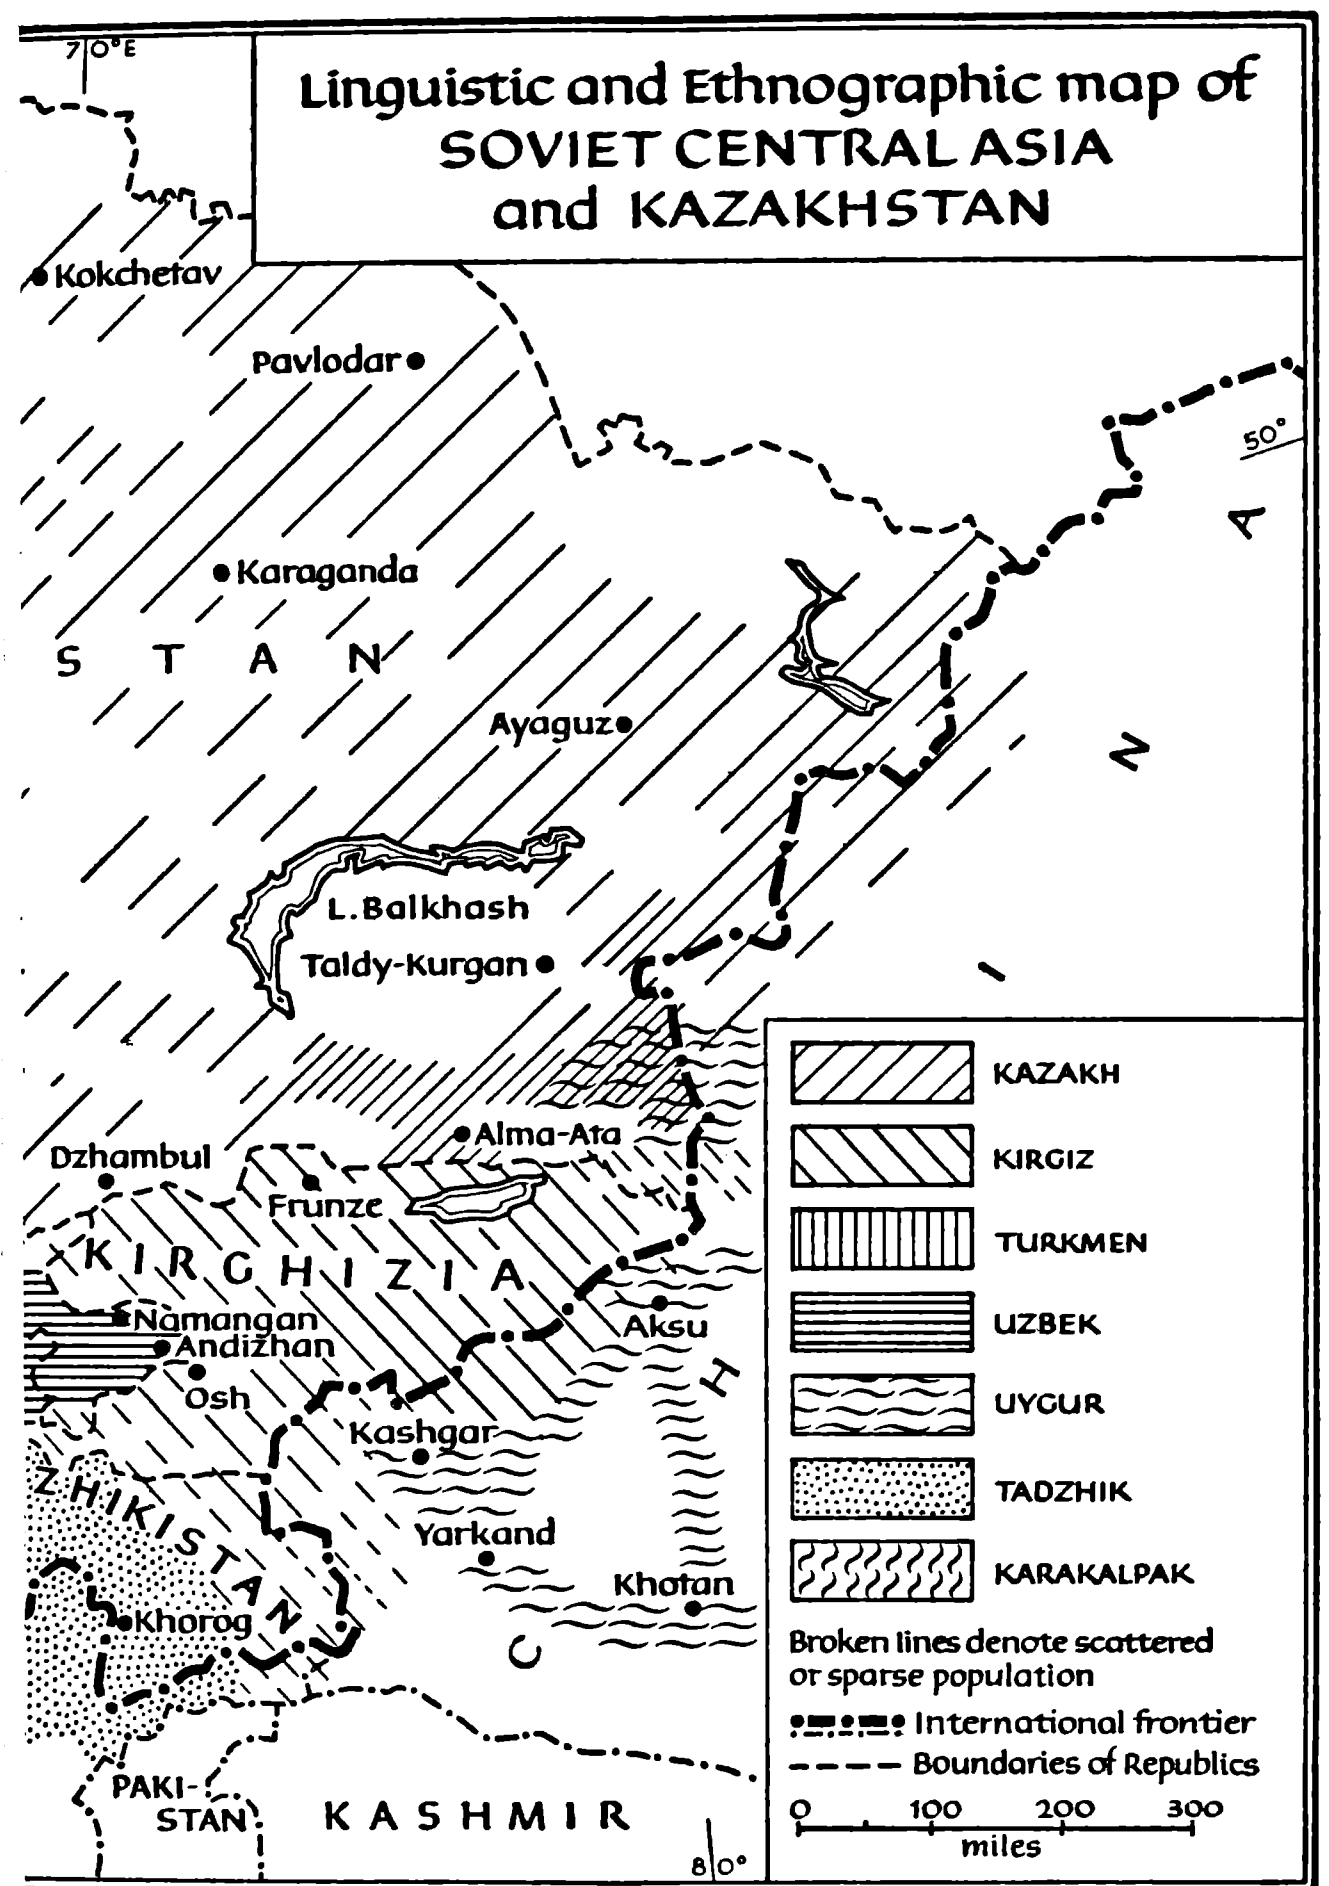 70°E
Linguistic and Ethnographic map of
SOVIET CENTRAL ASIA
and KAZAKHSTAN
Kokchetav
Pavlodar
50°
Karaganda
STAN
Ayaguz
L. Balkhash
Taldy-Kurgan
Alma-Ata
Dzhambul
Frunze
KIRGHIZIA
Namangan
Andizhan
Osh
Aksu
Kashgar
ZHIKISTAN
Yarkand
Khotan
Khorog
CHINA
PAKI-
STAN
KASHMIR
80°
KAZAKH
KIRGIZ
TURKMEN
UZBEK
UYGUR
TADZHIK
KARAKALPAK
Broken lines denote scattered
or sparse population
International frontier
Boundaries of Republics
0 100 200 300
miles